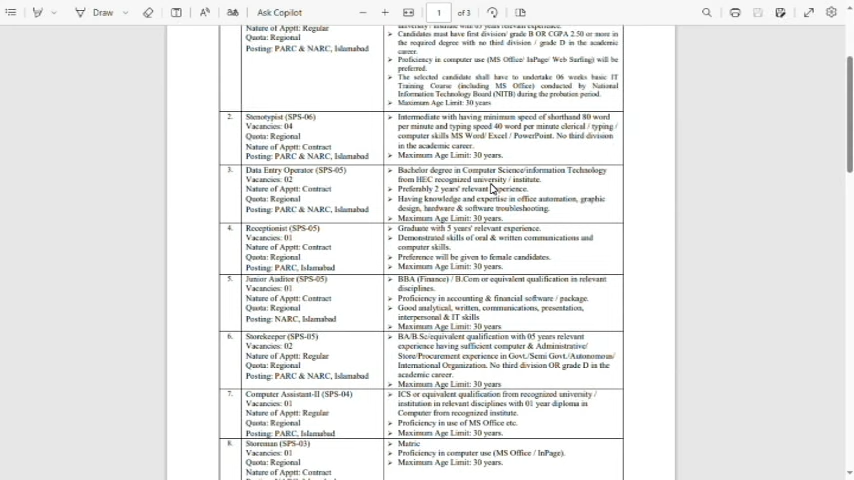 Draw
Ask Copilot
1 of 3
Nature of Apptt: Regular
Quota: Regional
Posting: PARC & NARC, Islamabad
university / institute with 05 years relevant experience.
➢ Candidates must have first division/ grade B OR CGPA 2.50 or more in
the required degree with no third division / grade D in the academic
career.
➢ Proficiency in computer use (MS Office/ InPage/ Web Surfing) will be
preferred.
➢ The selected candidate shall have to undertake 06 weeks basic IT
Training Course (including MS Office) conducted by National
Information Technology Board (NITB) during the probation period.
➢ Maximum Age Limit: 30 years
2. Stenotypist (SPS-06)
Vacancies: 04
Quota: Regional
Nature of Apptt: Contract
Posting: PARC & NARC, Islamabad
➢ Intermediate with having minimum speed of shorthand 80 word
per minute and typing speed 40 word per minute clerical / typing /
computer skills MS Word/ Excel / PowerPoint. No third division
in the academic career.
➢ Maximum Age Limit: 30 years.
3. Data Entry Operator (SPS-05)
Vacancies: 02
Nature of Apptt: Contract
Quota: Regional
Posting: PARC & NARC, Islamabad
➢ Bachelor degree in Computer Science/information Technology
from HEC recognized university / institute.
➢ Preferably 2 years' relevant experience.
➢ Having knowledge and expertise in office automation, graphic
design, hardware & software troubleshooting.
➢ Maximum Age Limit: 30 years.
4. Receptionist (SPS-05)
Vacancies: 01
Nature of Apptt: Contract
Quota: Regional
Posting: PARC, Islamabad
➢ Graduate with 5 years' relevant experience.
➢ Demonstrated skills of oral & written communications and
computer skills.
➢ Preference will be given to female candidates.
➢ Maximum Age Limit: 30 years.
5. Junior Auditor (SPS-05)
Vacancies: 01
Nature of Apptt: Contract
Quota: Regional
Posting: NARC, Islamabad
➢ BBA (Finance) / B.Com or equivalent qualification in relevant
disciplines.
➢ Proficiency in accounting & financial software / package.
➢ Good analytical, written, communications, presentation,
interpersonal & IT skills
➢ Maximum Age Limit: 30 years
6. Storekeeper (SPS-05)
Vacancies: 02
Nature of Apptt: Regular
Quota: Regional
Posting: PARC & NARC, Islamabad
➢ BA/B.Sc/equivalent qualification with 05 years relevant
experience having sufficient computer & Administrative/
Store/Procurement experience in Govt./Semi Govt./Autonomous/
International Organization. No third division OR grade D in the
academic career.
➢ Maximum Age Limit: 30 years
7. Computer Assistant-II (SPS-04)
Vacancies: 01
Nature of Apptt: Regular
Quota: Regional
Posting: PARC, Islamabad
➢ ICS or equivalent qualification from recognized university /
institution in relevant disciplines with 01 year diploma in
Computer from recognized institute.
➢ Proficiency in use of MS Office etc.
➢ Maximum Age Limit: 30 years.
8. Storeman (SPS-03)
Vacancies: 01
Quota: Regional
Nature of Apptt: Contract
➢ Matric
➢ Proficiency in computer use (MS Office / InPage).
➢ Maximum Age Limit: 30 years.